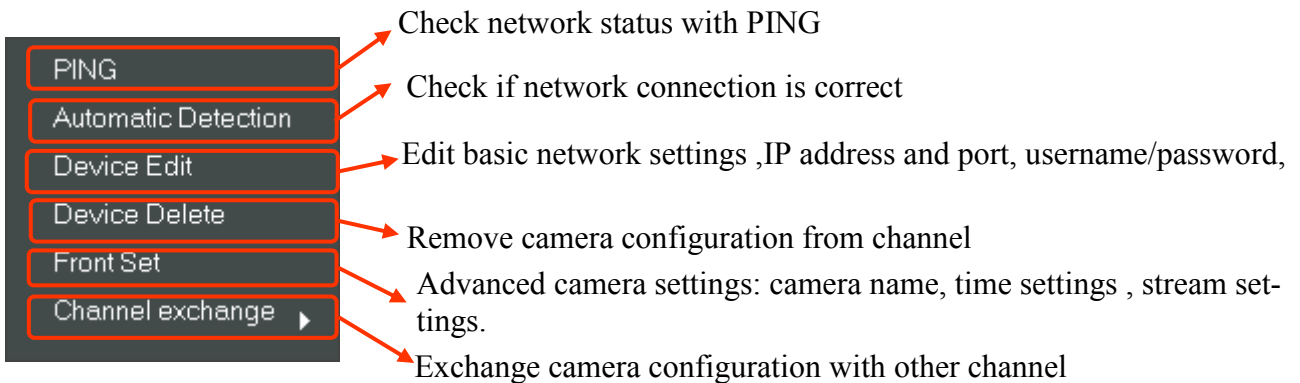 Check network status with PING
PING
Check if network connection is correct
Automatic Detection
Edit basic network settings ,IP address and port, username/password,
Device Edit
Device Delete
Remove camera configuration from channel
Front Set
Advanced camera settings: camera name, time settings , stream set-
tings.
Channel exchange
Exchange camera configuration with other channel